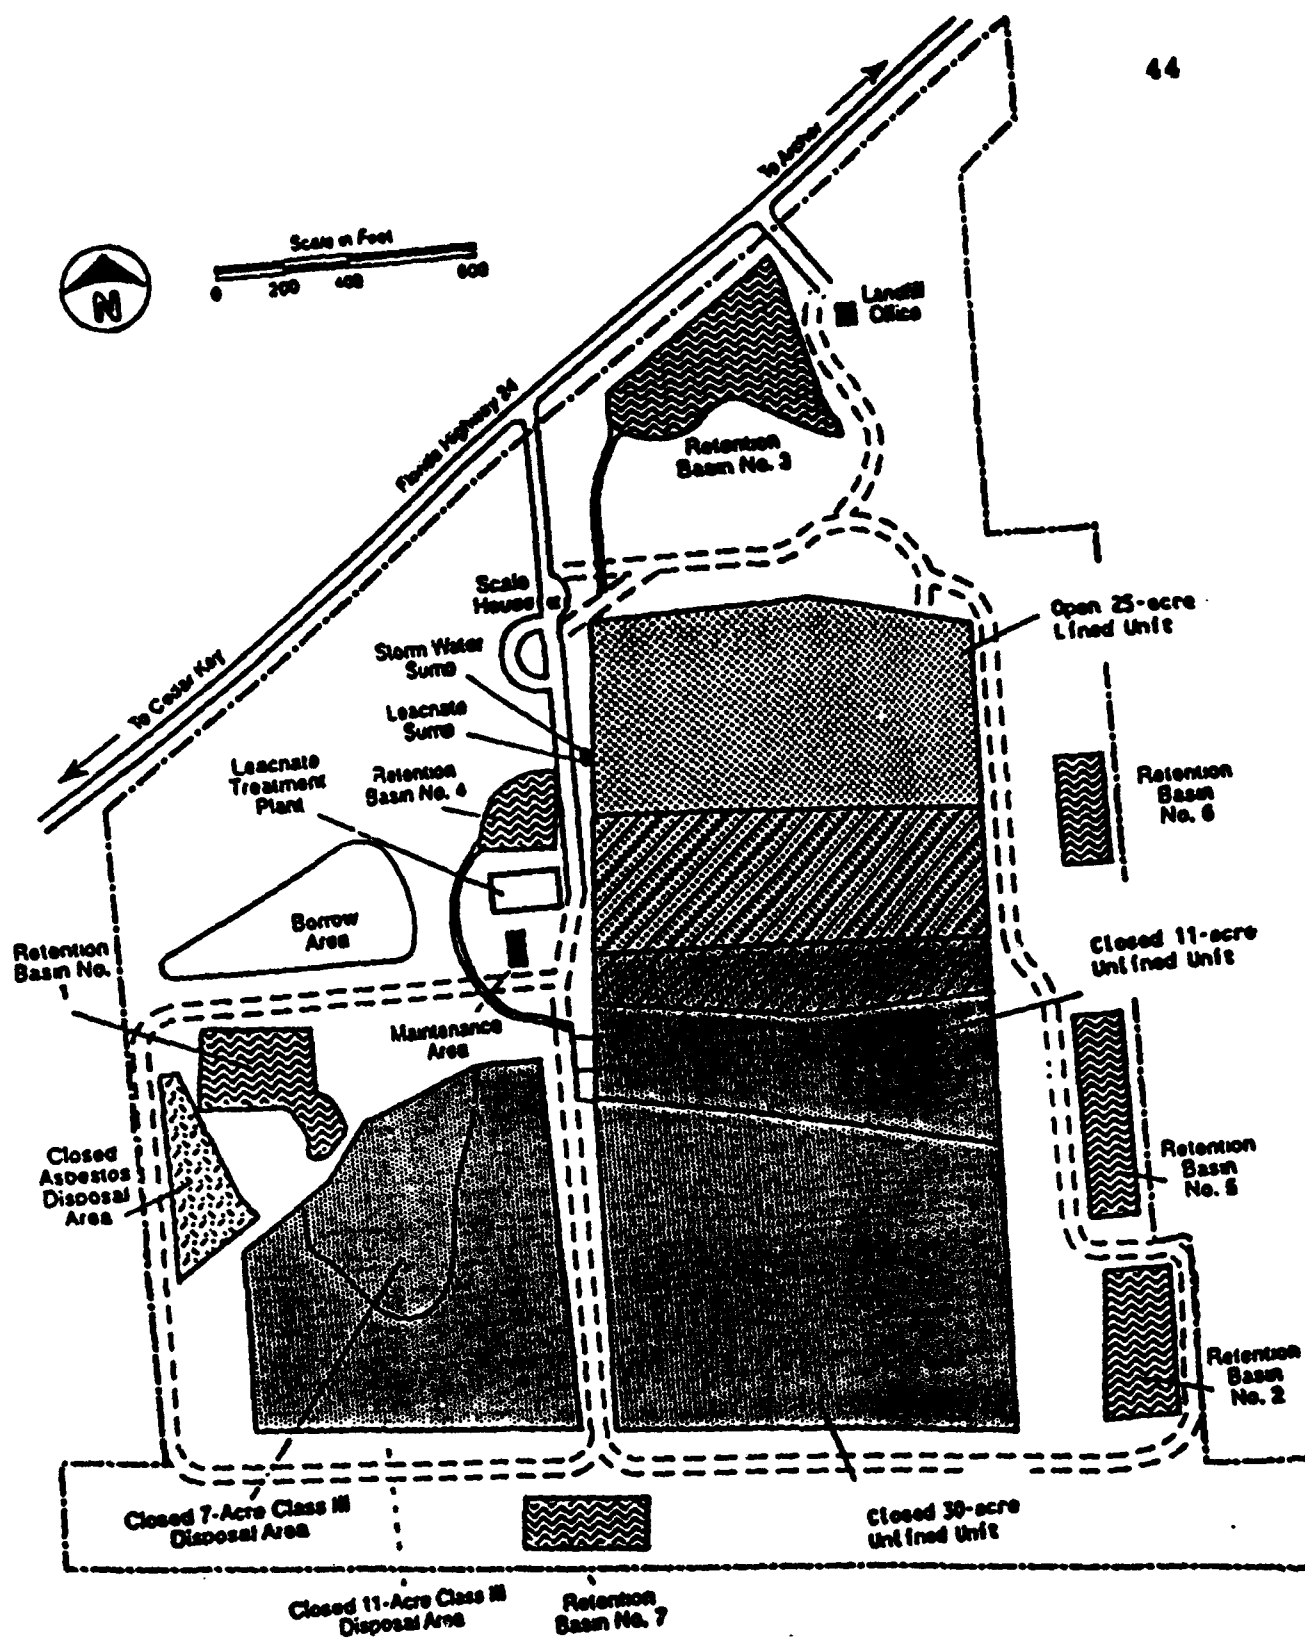 44
To Archer
Scale in Feet
0 200 400 800
N
Landfill
Office
Florida Highway 24
Retention
Basin No. 3
Scale
House
Open 25-acre
Lined Unit
Storm Water
Sump
To Cedar Key
Leachate
Sump
Leachate
Treatment
Plant
Retention
Basin No. 4
Retention
Basin
No. 6
Borrow
Area
Retention
Basin No.
1
Closed 11-acre
Unlined Unit
Maintenance
Area
Closed
Asbestos
Disposal
Area
Retention
Basin
No. 5
Retention
Basin
No. 2
Closed 7-Acre Class III
Disposal Area
Closed 30-acre
Unlined Unit
Closed 11-Acre Class III
Disposal Area
Retention
Basin No. 7